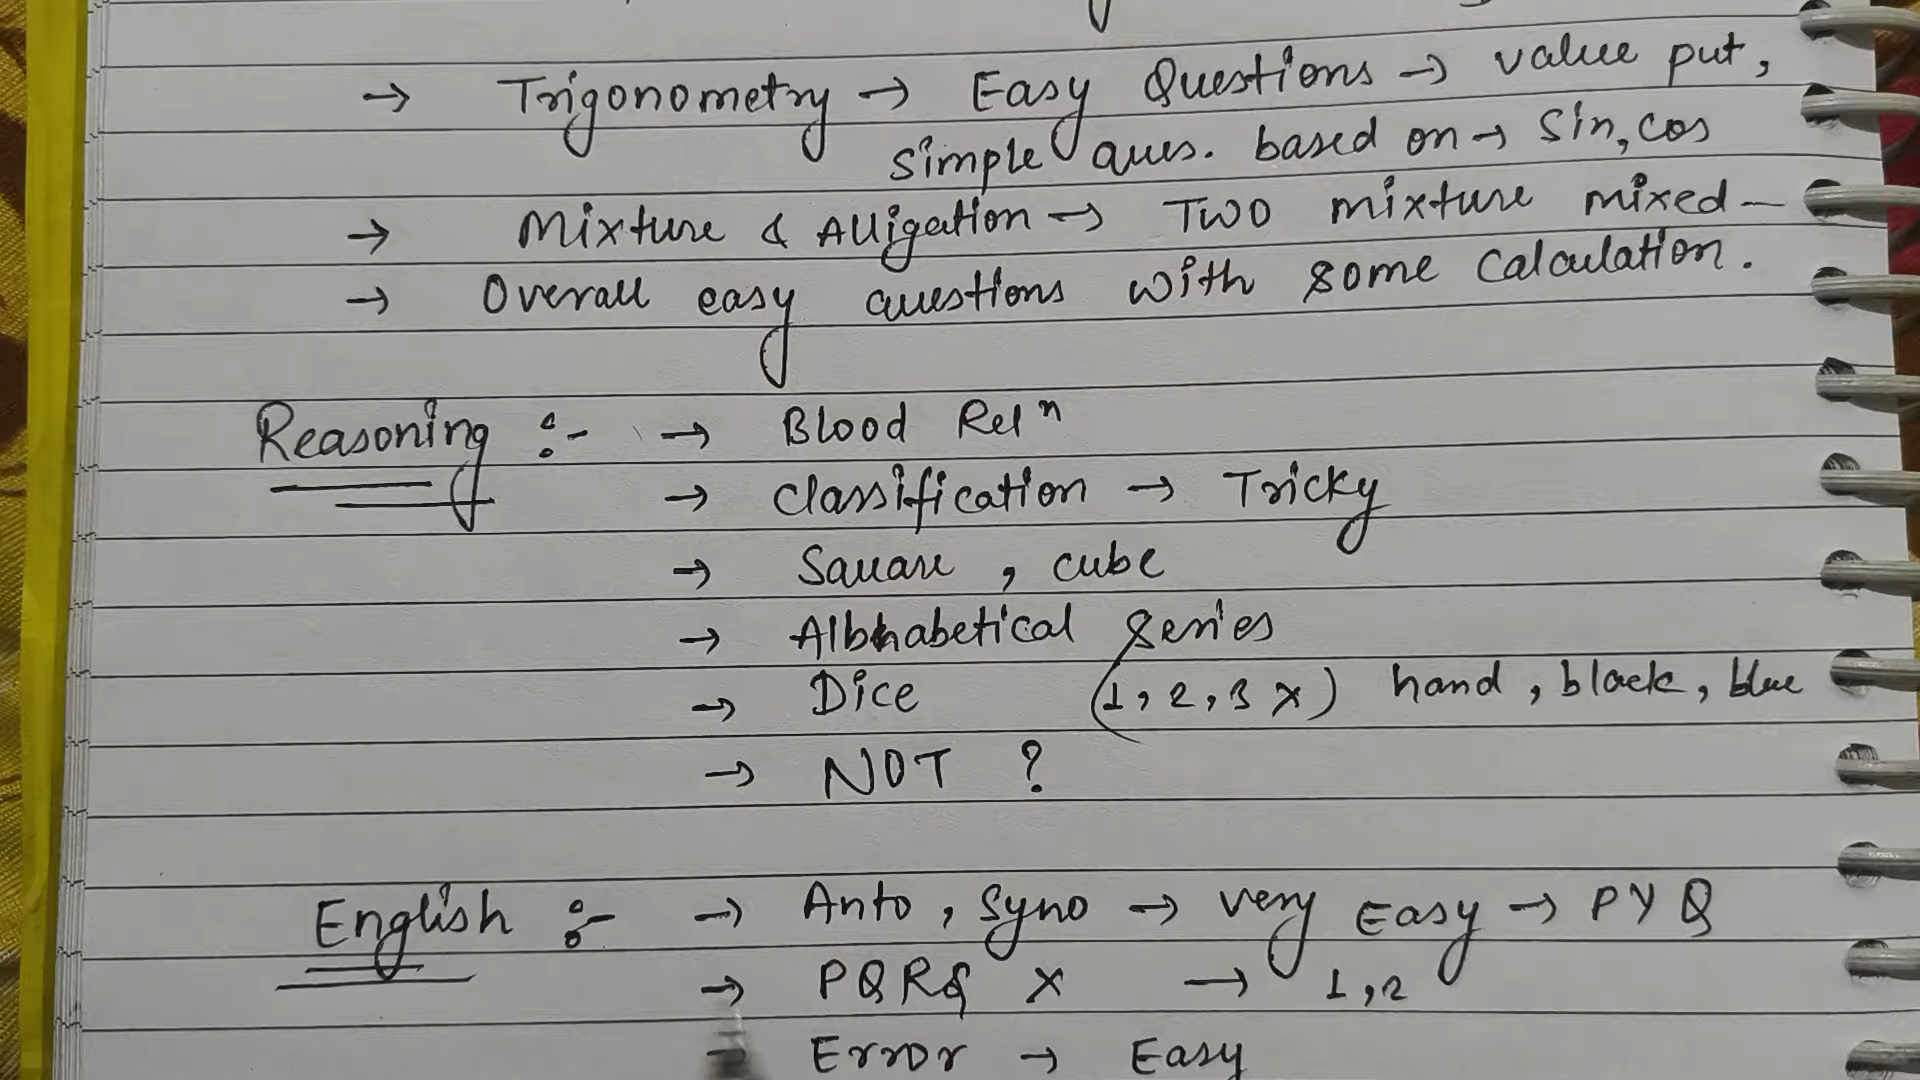 → Trigonometry → Easy Questions → value put,
simple ques. based on → Sin, cos
→ Mixture & Alligation → Two mixture mixed —
→ Overall easy questions with some calculation.
Reasoning :- → Blood Relⁿ
→ Classification → Tricky
→ Square , cube
→ Alphabetical Series
→ Dice (1, 2, 3 x) hand, black, blue
→ NOT ?
English :- → Anto, Syno → very Easy → PYQ
→ PQRS x → 1,2
→ Error → Easy